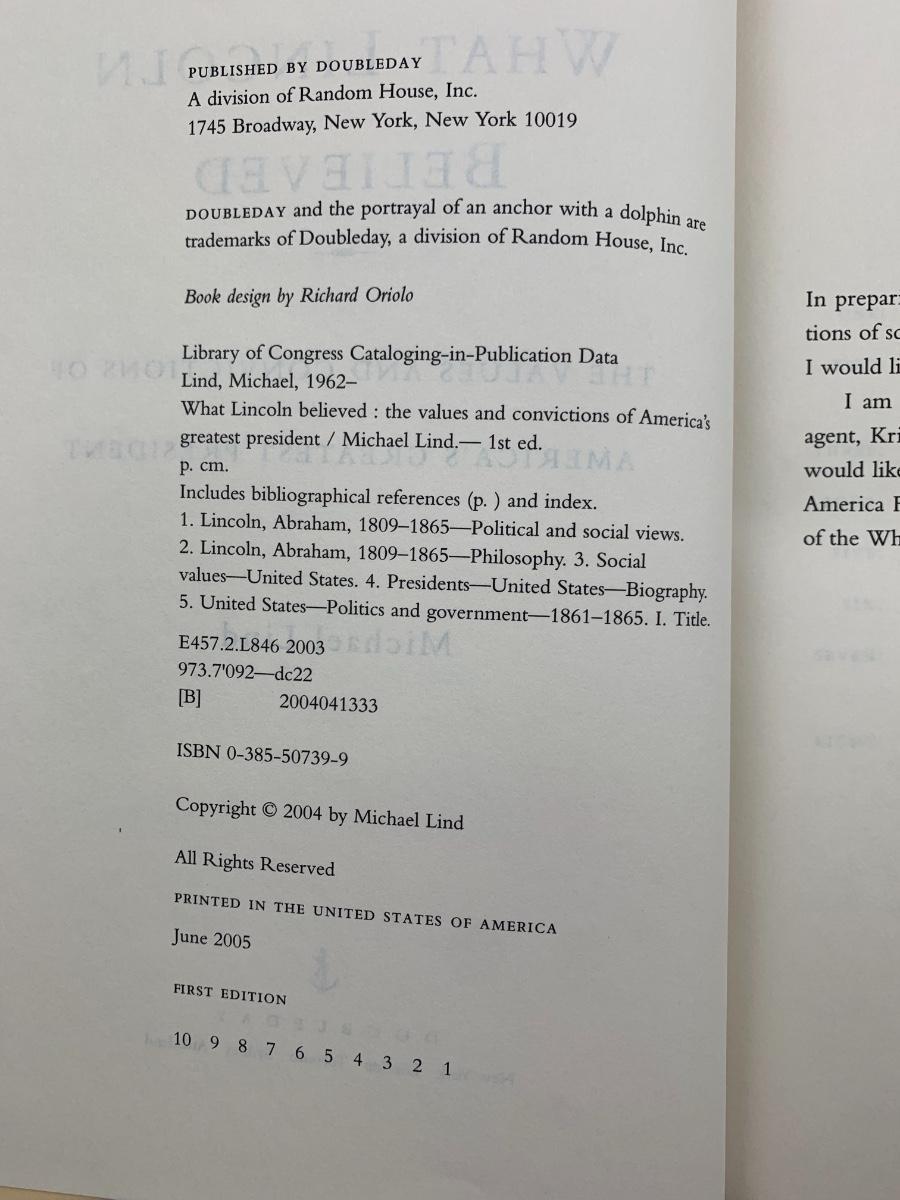 PUBLISHED BY DOUBLEDAY
A division of Random House, Inc.
1745 Broadway, New York, New York 10019
DOUBLEDAY and the portrayal of an anchor with a dolphin are
trademarks of Doubleday, a division of Random House, Inc.
Book design by Richard Oriolo
Library of Congress Cataloging-in-Publication Data
Lind, Michael, 1962–
What Lincoln believed : the values and convictions of America's
greatest president / Michael Lind.— 1st ed.
p. cm.
Includes bibliographical references (p. ) and index.
1. Lincoln, Abraham, 1809–1865—Political and social views.
2. Lincoln, Abraham, 1809–1865—Philosophy. 3. Social
values—United States. 4. Presidents—United States—Biography.
5. United States—Politics and government—1861–1865. I. Title.
E457.2.L846 2003
973.7'092—dc22
[B] 2004041333
ISBN 0-385-50739-9
Copyright © 2004 by Michael Lind
All Rights Reserved
PRINTED IN THE UNITED STATES OF AMERICA
June 2005
FIRST EDITION
10 9 8 7 6 5 4 3 2 1
In
tions of
I would
I am
agent,
would
America
of the